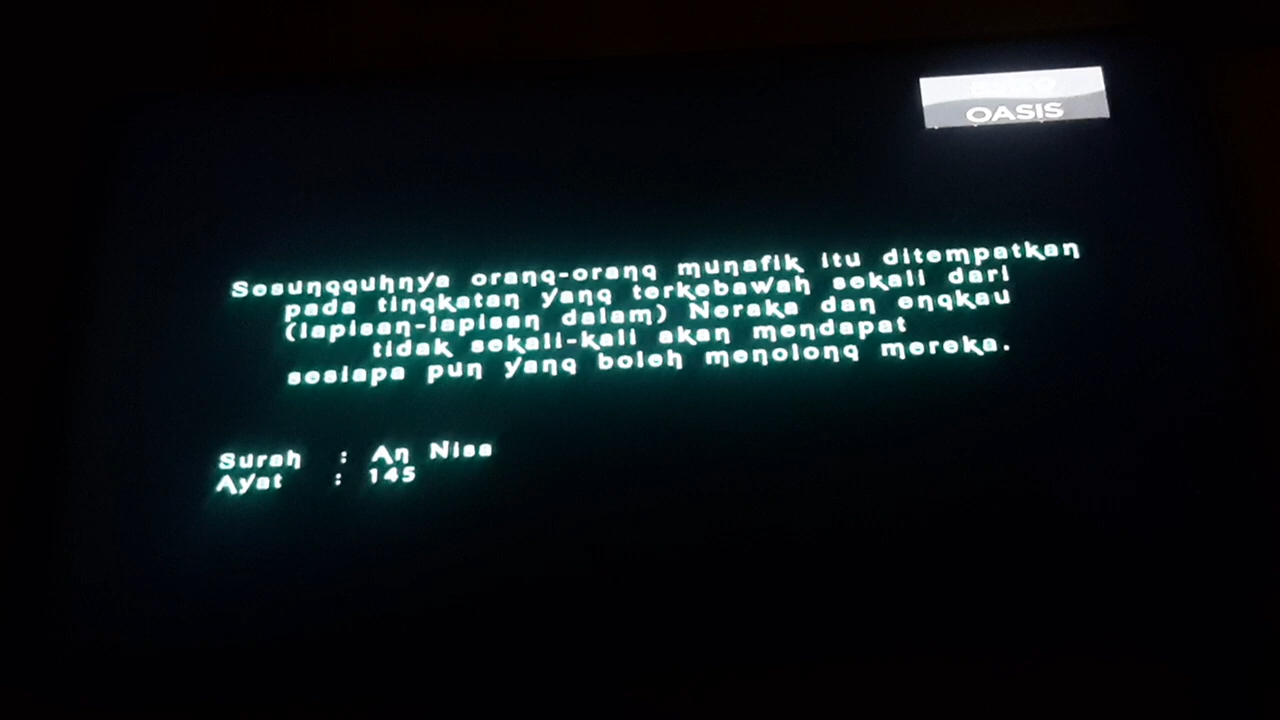 OASIS
Sesungguhnya orang-orang munafik itu ditempatkan
pada tingkatan yang terkebawah sekali dari
(lapisan-lapisan dalam) Neraka dan engkau
tidak sekali-kali akan mendapat
sesiapa pun yang boleh menolong mereka.
Surah : An Nisa
Ayat : 145